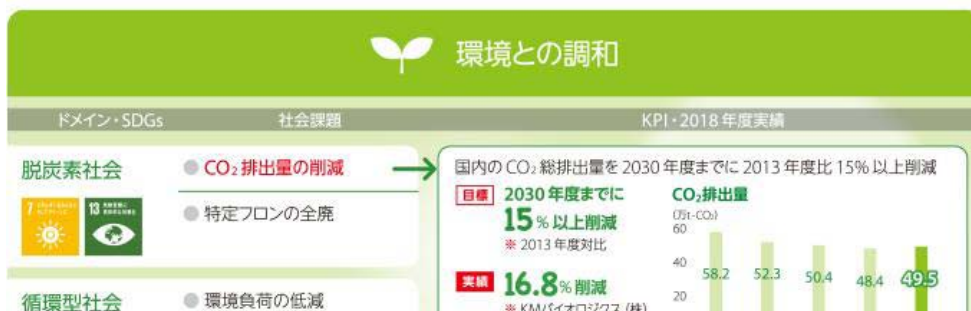 環境との調和
ドメイン・SDGs 社会課題 KPI・2018年度実績
脱炭素社会
7
13
● CO₂排出量の削減
● 特定フロンの全廃
国内のCO₂総排出量を2030年度までに2013年度比15%以上削減
目標 2030年度までに
15%以上削減
※ 2013年度対比
実績 16.8%削減
※ KMバイオロジクス(株)
CO₂排出量
(万t-CO₂)
60
40
20
58.2 52.3 50.4 48.4 49.5
循環型社会
● 環境負荷の低減